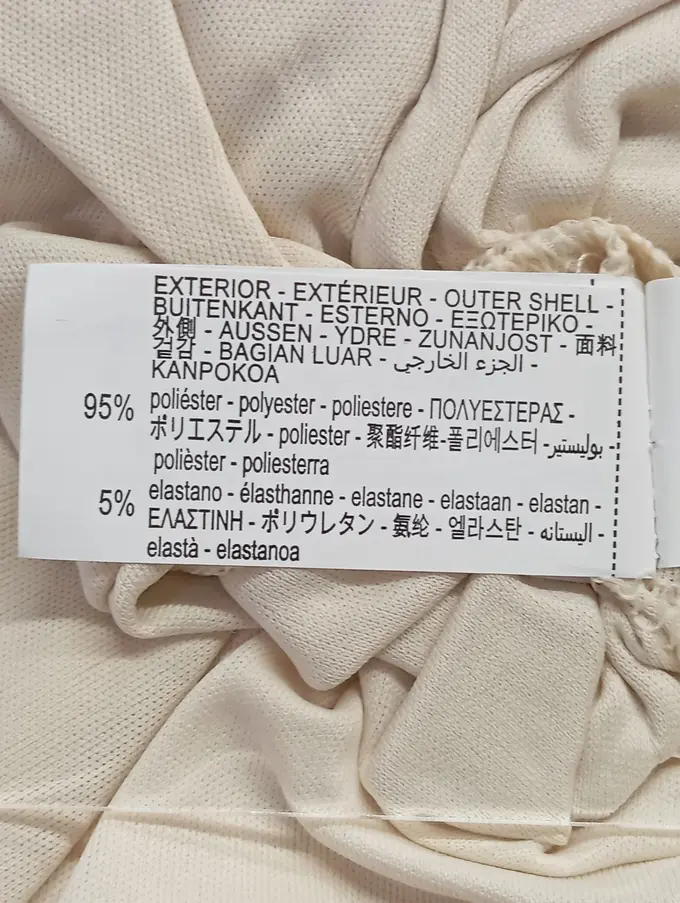 EXTERIOR - EXTÉRIEUR - OUTER SHELL -
BUITENKANT - ESTERNO - ΕΞΩΤΕΡΙΚΟ -
外側 - AUSSEN - YDRE - ZUNANJOST - 面料
겉감 - BAGIAN LUAR - الجزء الخارجي -
KANPOKOA
95% poliéster - polyester - poliestere - ΠΟΛΥΕΣΤΕΡΑΣ -
ポリエステル - poliester - 聚酯纤维-폴리에스터 -بوليستير-
polièster - poliesterra
5% elastano - élasthanne - elastane - elastaan - elastan -
ΕΛΑΣΤΙΝΗ - ポリウレタン - 氨纶 - 엘라스탄 - اليستانه -
elastà - elastanoa